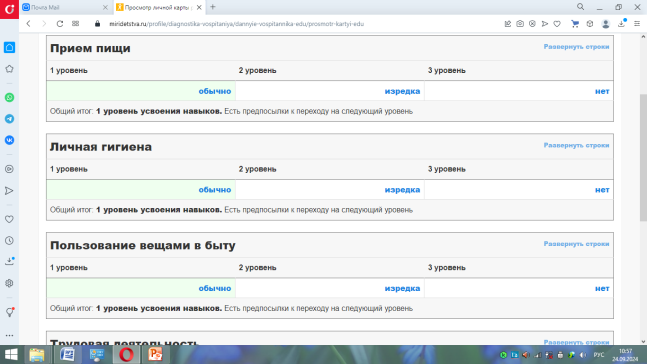 Почта Mail
Просмотр личной карты
miridetstva.ru/profile/diagnostika-vospitaniya/dannyie-vospitannika-edu/prosmotr-kartyi-edu
Прием пищи
Развернуть строки
1 уровень 2 уровень 3 уровень
обычно изредка нет
Общий итог: 1 уровень усвоения навыков. Есть предпосылки к переходу на следующий уровень
Личная гигиена
Развернуть строки
1 уровень 2 уровень 3 уровень
обычно изредка нет
Общий итог: 1 уровень усвоения навыков. Есть предпосылки к переходу на следующий уровень
Пользование вещами в быту
Развернуть строки
1 уровень 2 уровень 3 уровень
обычно изредка нет
Общий итог: 1 уровень усвоения навыков. Есть предпосылки к переходу на следующий уровень
Трудовая деятельность
Развернуть строки
РУС
10:57
24.09.2024